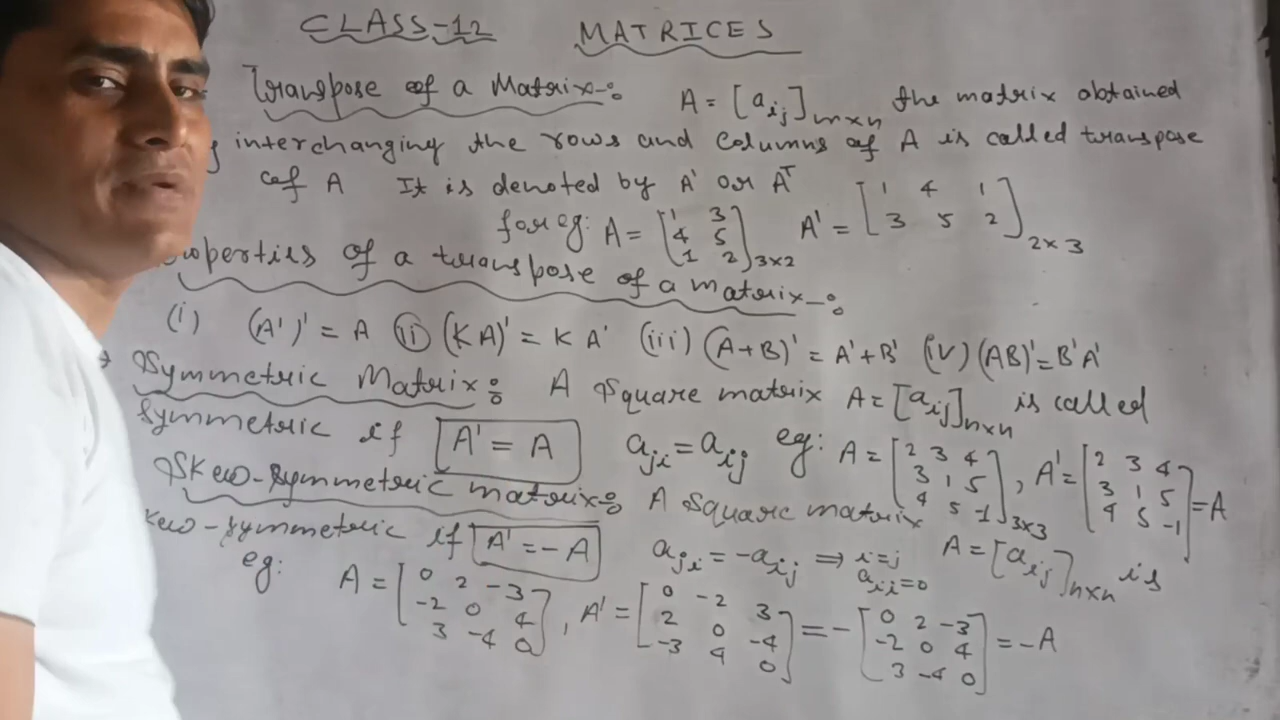 CLASS-12 MATRICES
Transpose of a Matrix:- A = [aij]m×n the matrix obtained
interchanging the rows and columns of A is called transpose
of A It is denoted by A' or Aᵀ
for eg: A = [1 3; 4 5; 1 2]3×2 A' = [1 4 1; 3 5 2]2×3
operties of a transpose of a matrix:-
(i) (A')' = A (ii) (KA)' = KA' (iii) (A+B)' = A'+B' (iv) (AB)'=B'A'
Symmetric Matrix: A square matrix A = [aij]n×n is called
symmetric if A' = A aji = aij eg: A = [2 3 4; 3 1 5; 4 5 -1]3×3, A' = [2 3 4; 3 1 5; 4 5 -1] = A
Skew-symmetric matrix: A square matrix A = [aij]n×n is
kew-symmetric if A' = -A aji = -aij ⇒ i=j aii=0
eg: A = [0 2 -3; -2 0 4; 3 -4 0], A' = [0 -2 3; 2 0 -4; -3 4 0] = -[0 2 -3; -2 0 4; 3 -4 0] = -A